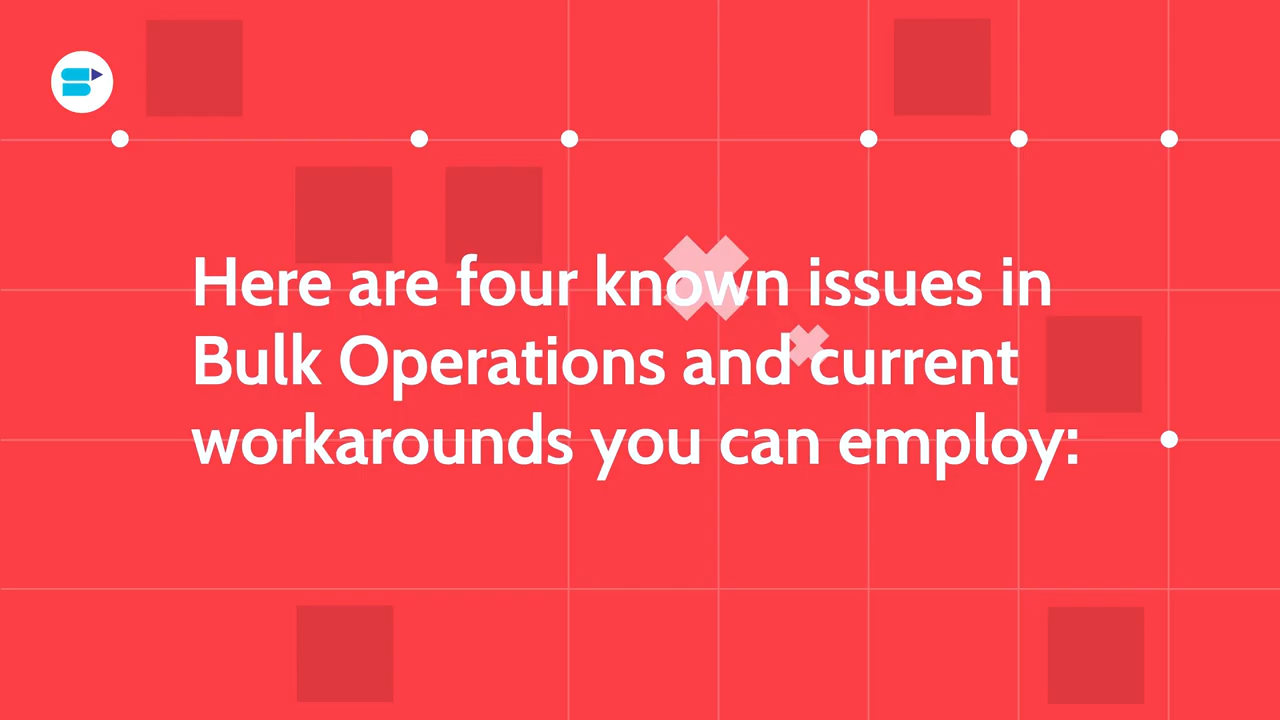 Here are four known issues in
Bulk Operations and current
workarounds you can employ: